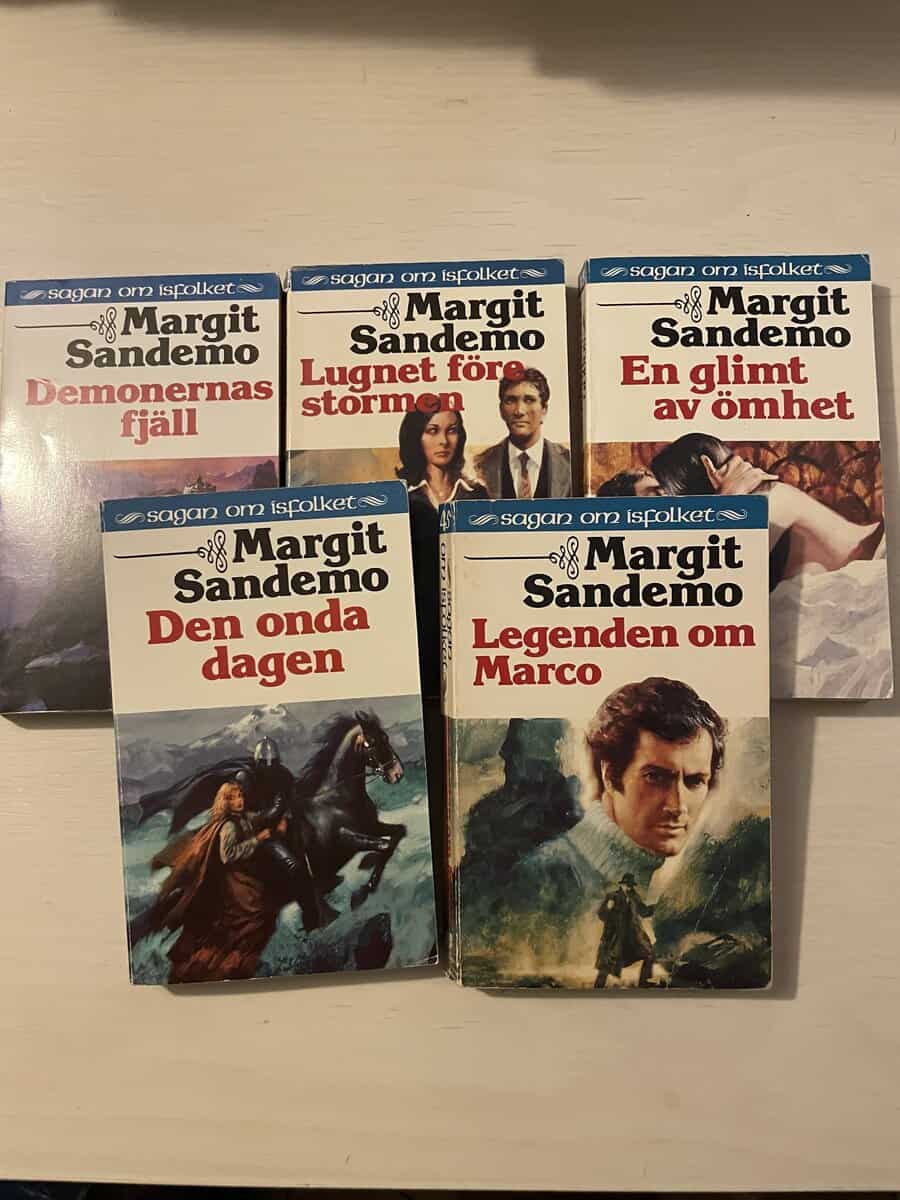 sagan om isfolket
Margit
Sandemo
Demonernas
fjäll
sagan om isfolket
Margit
Sandemo
Lugnet före
stormen
sagan om isfolket
Margit
Sandemo
En glimt
av ömhet
sagan om isfolket
Margit
Sandemo
Den onda
dagen
sagan om isfolket
Margit
Sandemo
Legenden om
Marco